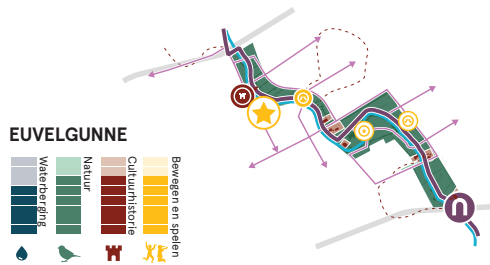 EUVELGUNNE
Waterberging
Natuur
Cultuurhistorie
Bewegen en spelen